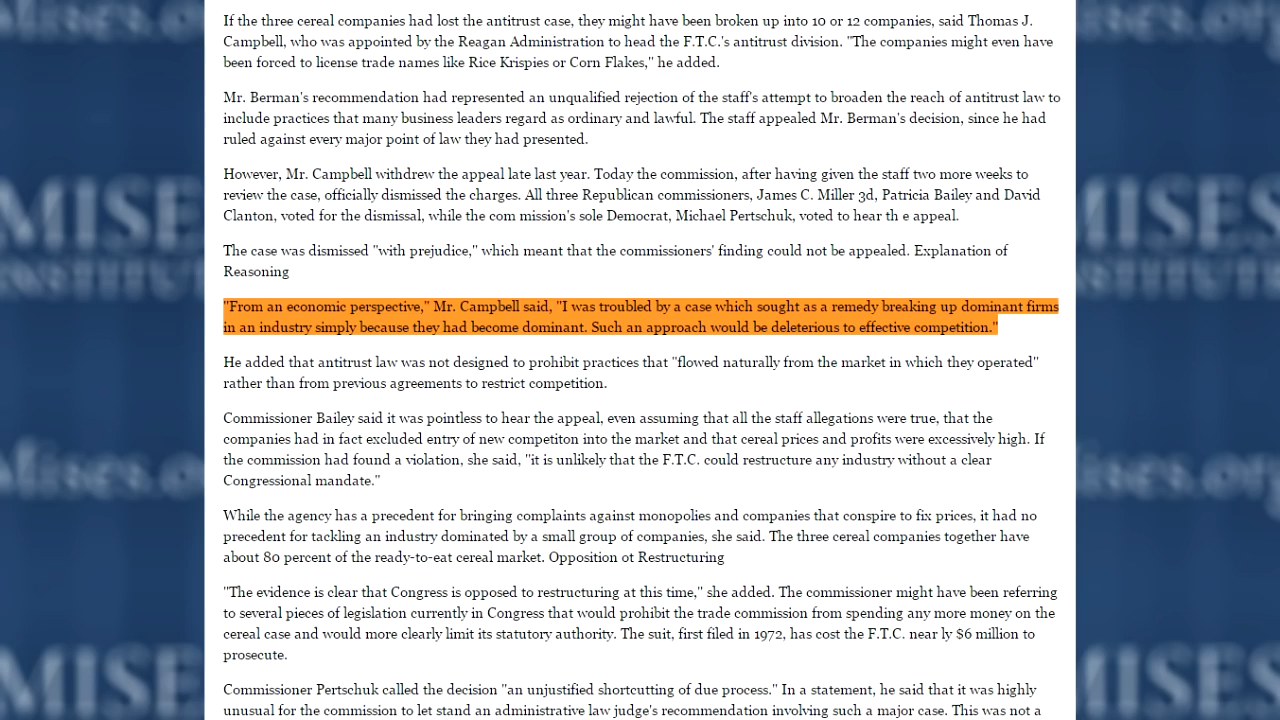 If the three cereal companies had lost the antitrust case, they might have been broken up into 10 or 12 companies, said Thomas J.
Campbell, who was appointed by the Reagan Administration to head the F.T.C.'s antitrust division. "The companies might even have
been forced to license trade names like Rice Krispies or Corn Flakes," he added.
Mr. Berman's recommendation had represented an unqualified rejection of the staff's attempt to broaden the reach of antitrust law to
include practices that many business leaders regard as ordinary and lawful. The staff appealed Mr. Berman's decision, since he had
ruled against every major point of law they had presented.
However, Mr. Campbell withdrew the appeal late last year. Today the commission, after having given the staff two more weeks to
review the case, officially dismissed the charges. All three Republican commissioners, James C. Miller 3d, Patricia Bailey and David
Clanton, voted for the dismissal, while the com mission's sole Democrat, Michael Pertschuk, voted to hear th e appeal.
The case was dismissed "with prejudice," which meant that the commissioners' finding could not be appealed. Explanation of
Reasoning
"From an economic perspective," Mr. Campbell said, "I was troubled by a case which sought as a remedy breaking up dominant firms
in an industry simply because they had become dominant. Such an approach would be deleterious to effective competition."
He added that antitrust law was not designed to prohibit practices that "flowed naturally from the market in which they operated"
rather than from previous agreements to restrict competition.
Commissioner Bailey said it was pointless to hear the appeal, even assuming that all the staff allegations were true, that the
companies had in fact excluded entry of new competiton into the market and that cereal prices and profits were excessively high. If
the commission had found a violation, she said, "it is unlikely that the F.T.C. could restructure any industry without a clear
Congressional mandate."
While the agency has a precedent for bringing complaints against monopolies and companies that conspire to fix prices, it had no
precedent for tackling an industry dominated by a small group of companies, she said. The three cereal companies together have
about 80 percent of the ready-to-eat cereal market. Opposition ot Restructuring
"The evidence is clear that Congress is opposed to restructuring at this time," she added. The commissioner might have been referring
to several pieces of legislation currently in Congress that would prohibit the trade commission from spending any more money on the
cereal case and would more clearly limit its statutory authority. The suit, first filed in 1972, has cost the F.T.C. near ly $6 million to
prosecute.
Commissioner Pertschuk called the decision "an unjustified shortcutting of due process." In a statement, he said that it was highly
unusual for the commission to let stand an administrative law judge's recommendation involving such a major case. This was not a